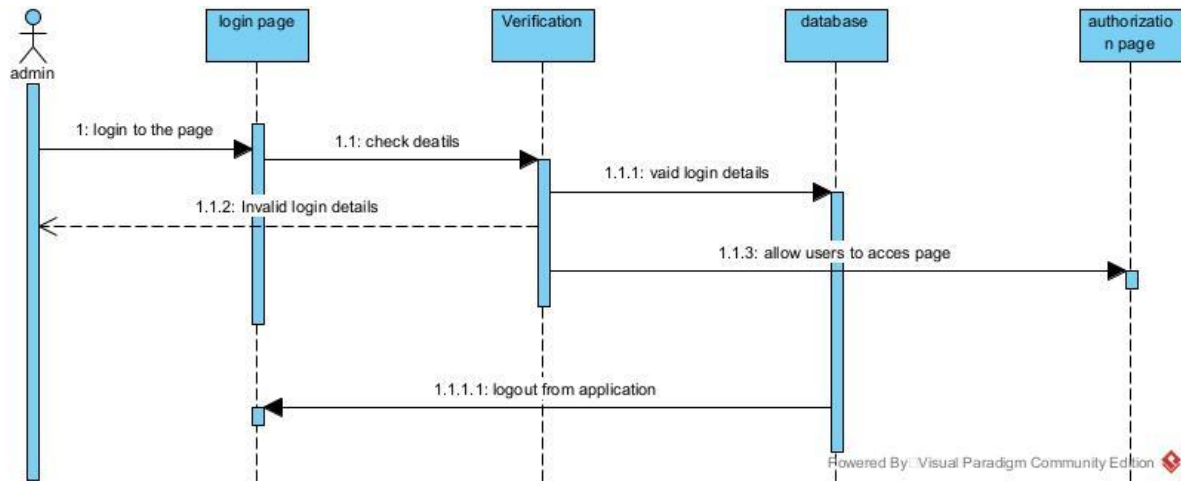 login page
Verification
database
authorizatio
n page
admin
1: login to the page
1.1: check deatils
1.1.1: vaid login details
1.1.2: Invalid login details
1.1.3: allow users to acces page
1.1.1.1: logout from application
Powered By Visual Paradigm Community Edition